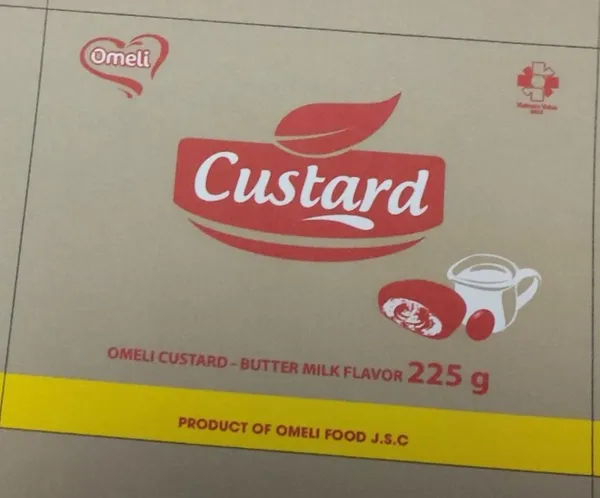 Omeli
Custard
OMELI CUSTARD - BUTTER MILK FLAVOR 225 g
PRODUCT OF OMELI FOOD J.S.C